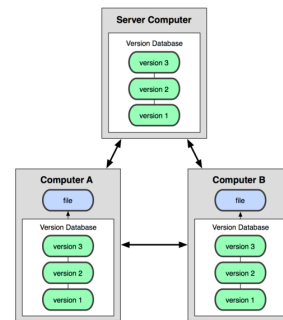 Server Computer
Version Database
version 3
version 2
version 1
Computer A
file
Version Database
version 3
version 2
version 1
Computer B
file
Version Database
version 3
version 2
version 1